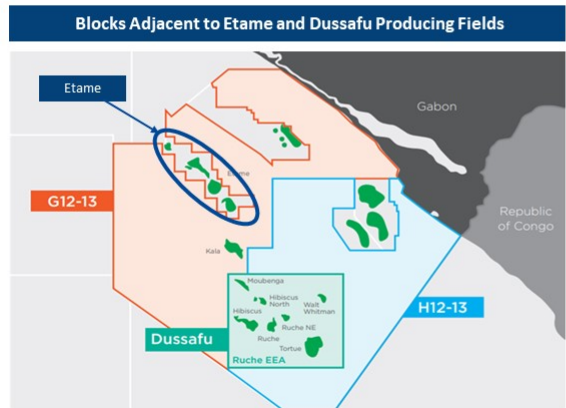 Blocks Adjacent to Etame and Dussafu Producing Fields
Etame
Gabon
Etame
G12-13
Republic
of Congo
Kala
Moubenga
Hibiscus
North
Walt
Whitman
Hibiscus
H12-13
Ruche NE
Dussafu
Ruche
Tortue
Ruche EEA